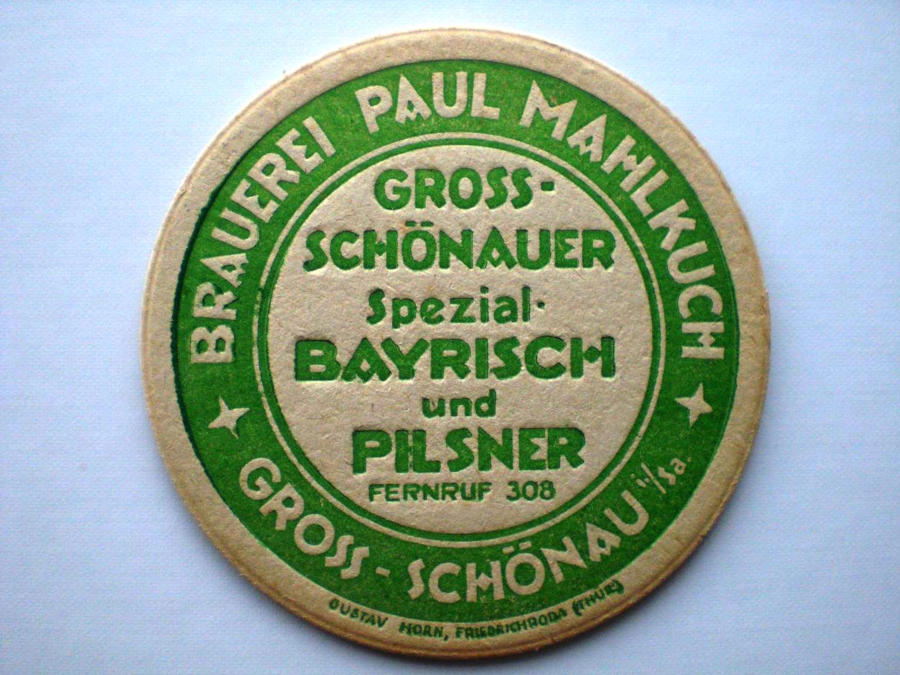 BRAUEREI PAUL MAHLKUCH
GROSS-
SCHÖNAUER
Spezial-
BAYRISCH
und
PILSNER
FERNRUF 308
GROSS-SCHÖNAU i./Sa.
GUSTAV HORN, FRIEDRICHRODA (THÜR)